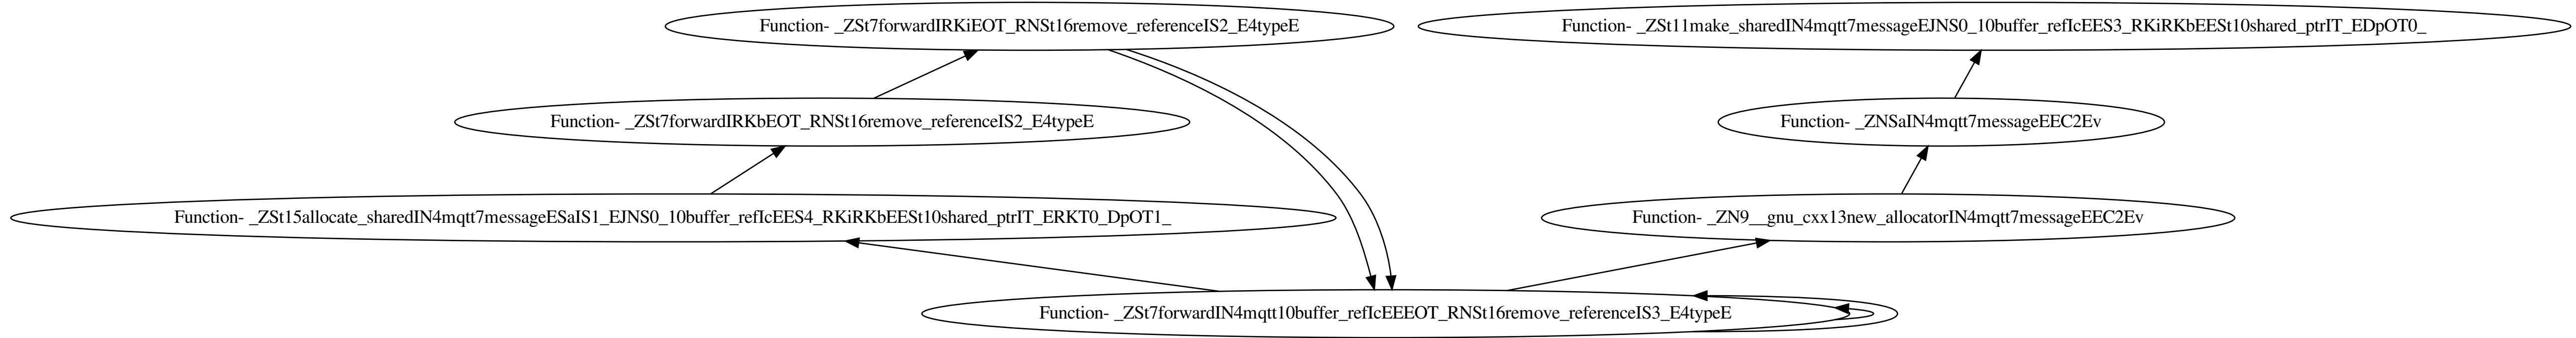 Function- _ZSt7forwardIRKiEOT_RNSt16remove_referenceIS2_E4typeE
Function- _ZSt11make_sharedIN4mqtt7messageEJNS0_10buffer_refIcEES3_RKiRKbEESt10shared_ptrIT_EDpOT0_
Function- _ZSt7forwardIRKbEOT_RNSt16remove_referenceIS2_E4typeE
Function- _ZNSaIN4mqtt7messageEEC2Ev
Function- _ZSt15allocate_sharedIN4mqtt7messageESaIS1_EJNS0_10buffer_refIcEES4_RKiRKbEESt10shared_ptrIT_ERKT0_DpOT1_
Function- _ZN9__gnu_cxx13new_allocatorIN4mqtt7messageEEC2Ev
Function- _ZSt7forwardIN4mqtt10buffer_refIcEEEOT_RNSt16remove_referenceIS3_E4typeE